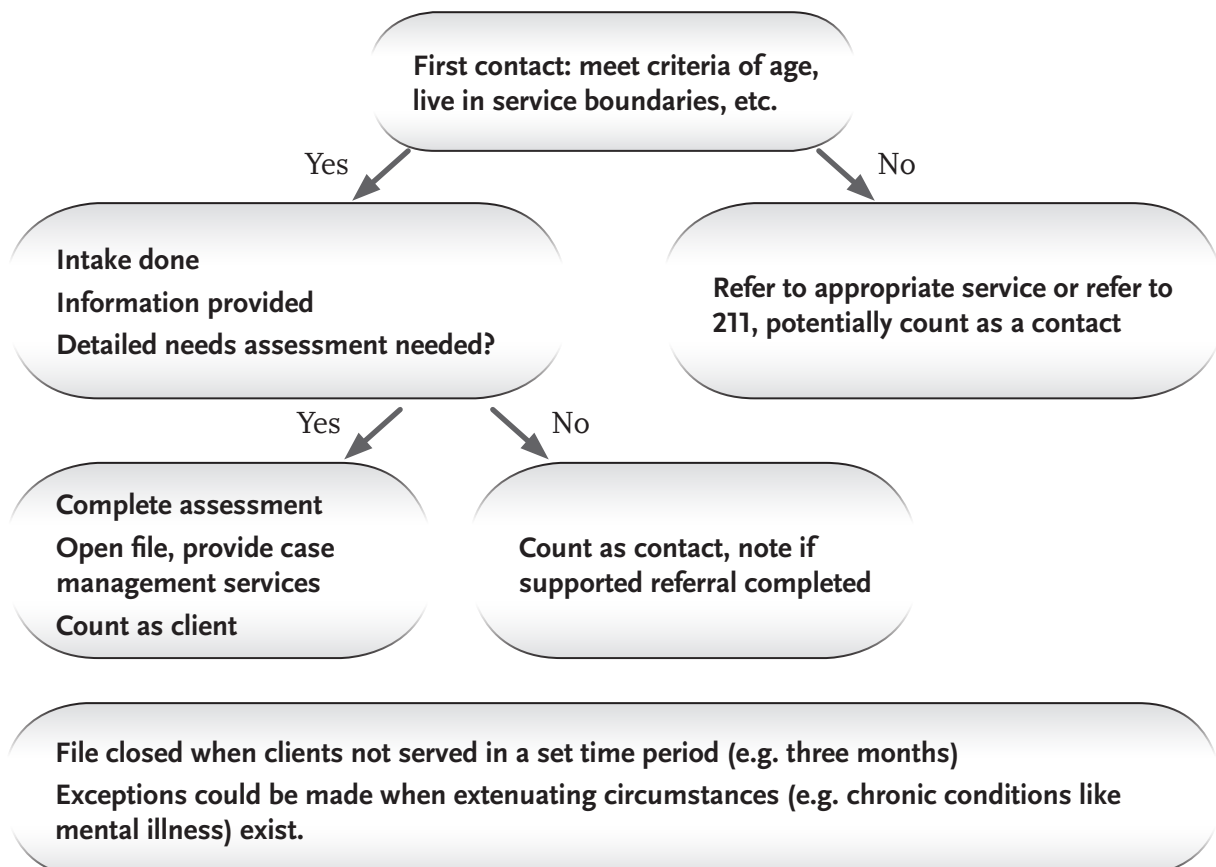 First contact: meet criteria of age,
live in service boundaries, etc.
Yes
No
Intake done
Information provided
Detailed needs assessment needed?
Refer to appropriate service or refer to
211, potentially count as a contact
Yes
No
Complete assessment
Open file, provide case
management services
Count as client
Count as contact, note if
supported referral completed
File closed when clients not served in a set time period (e.g. three months)
Exceptions could be made when extenuating circumstances (e.g. chronic conditions like
mental illness) exist.